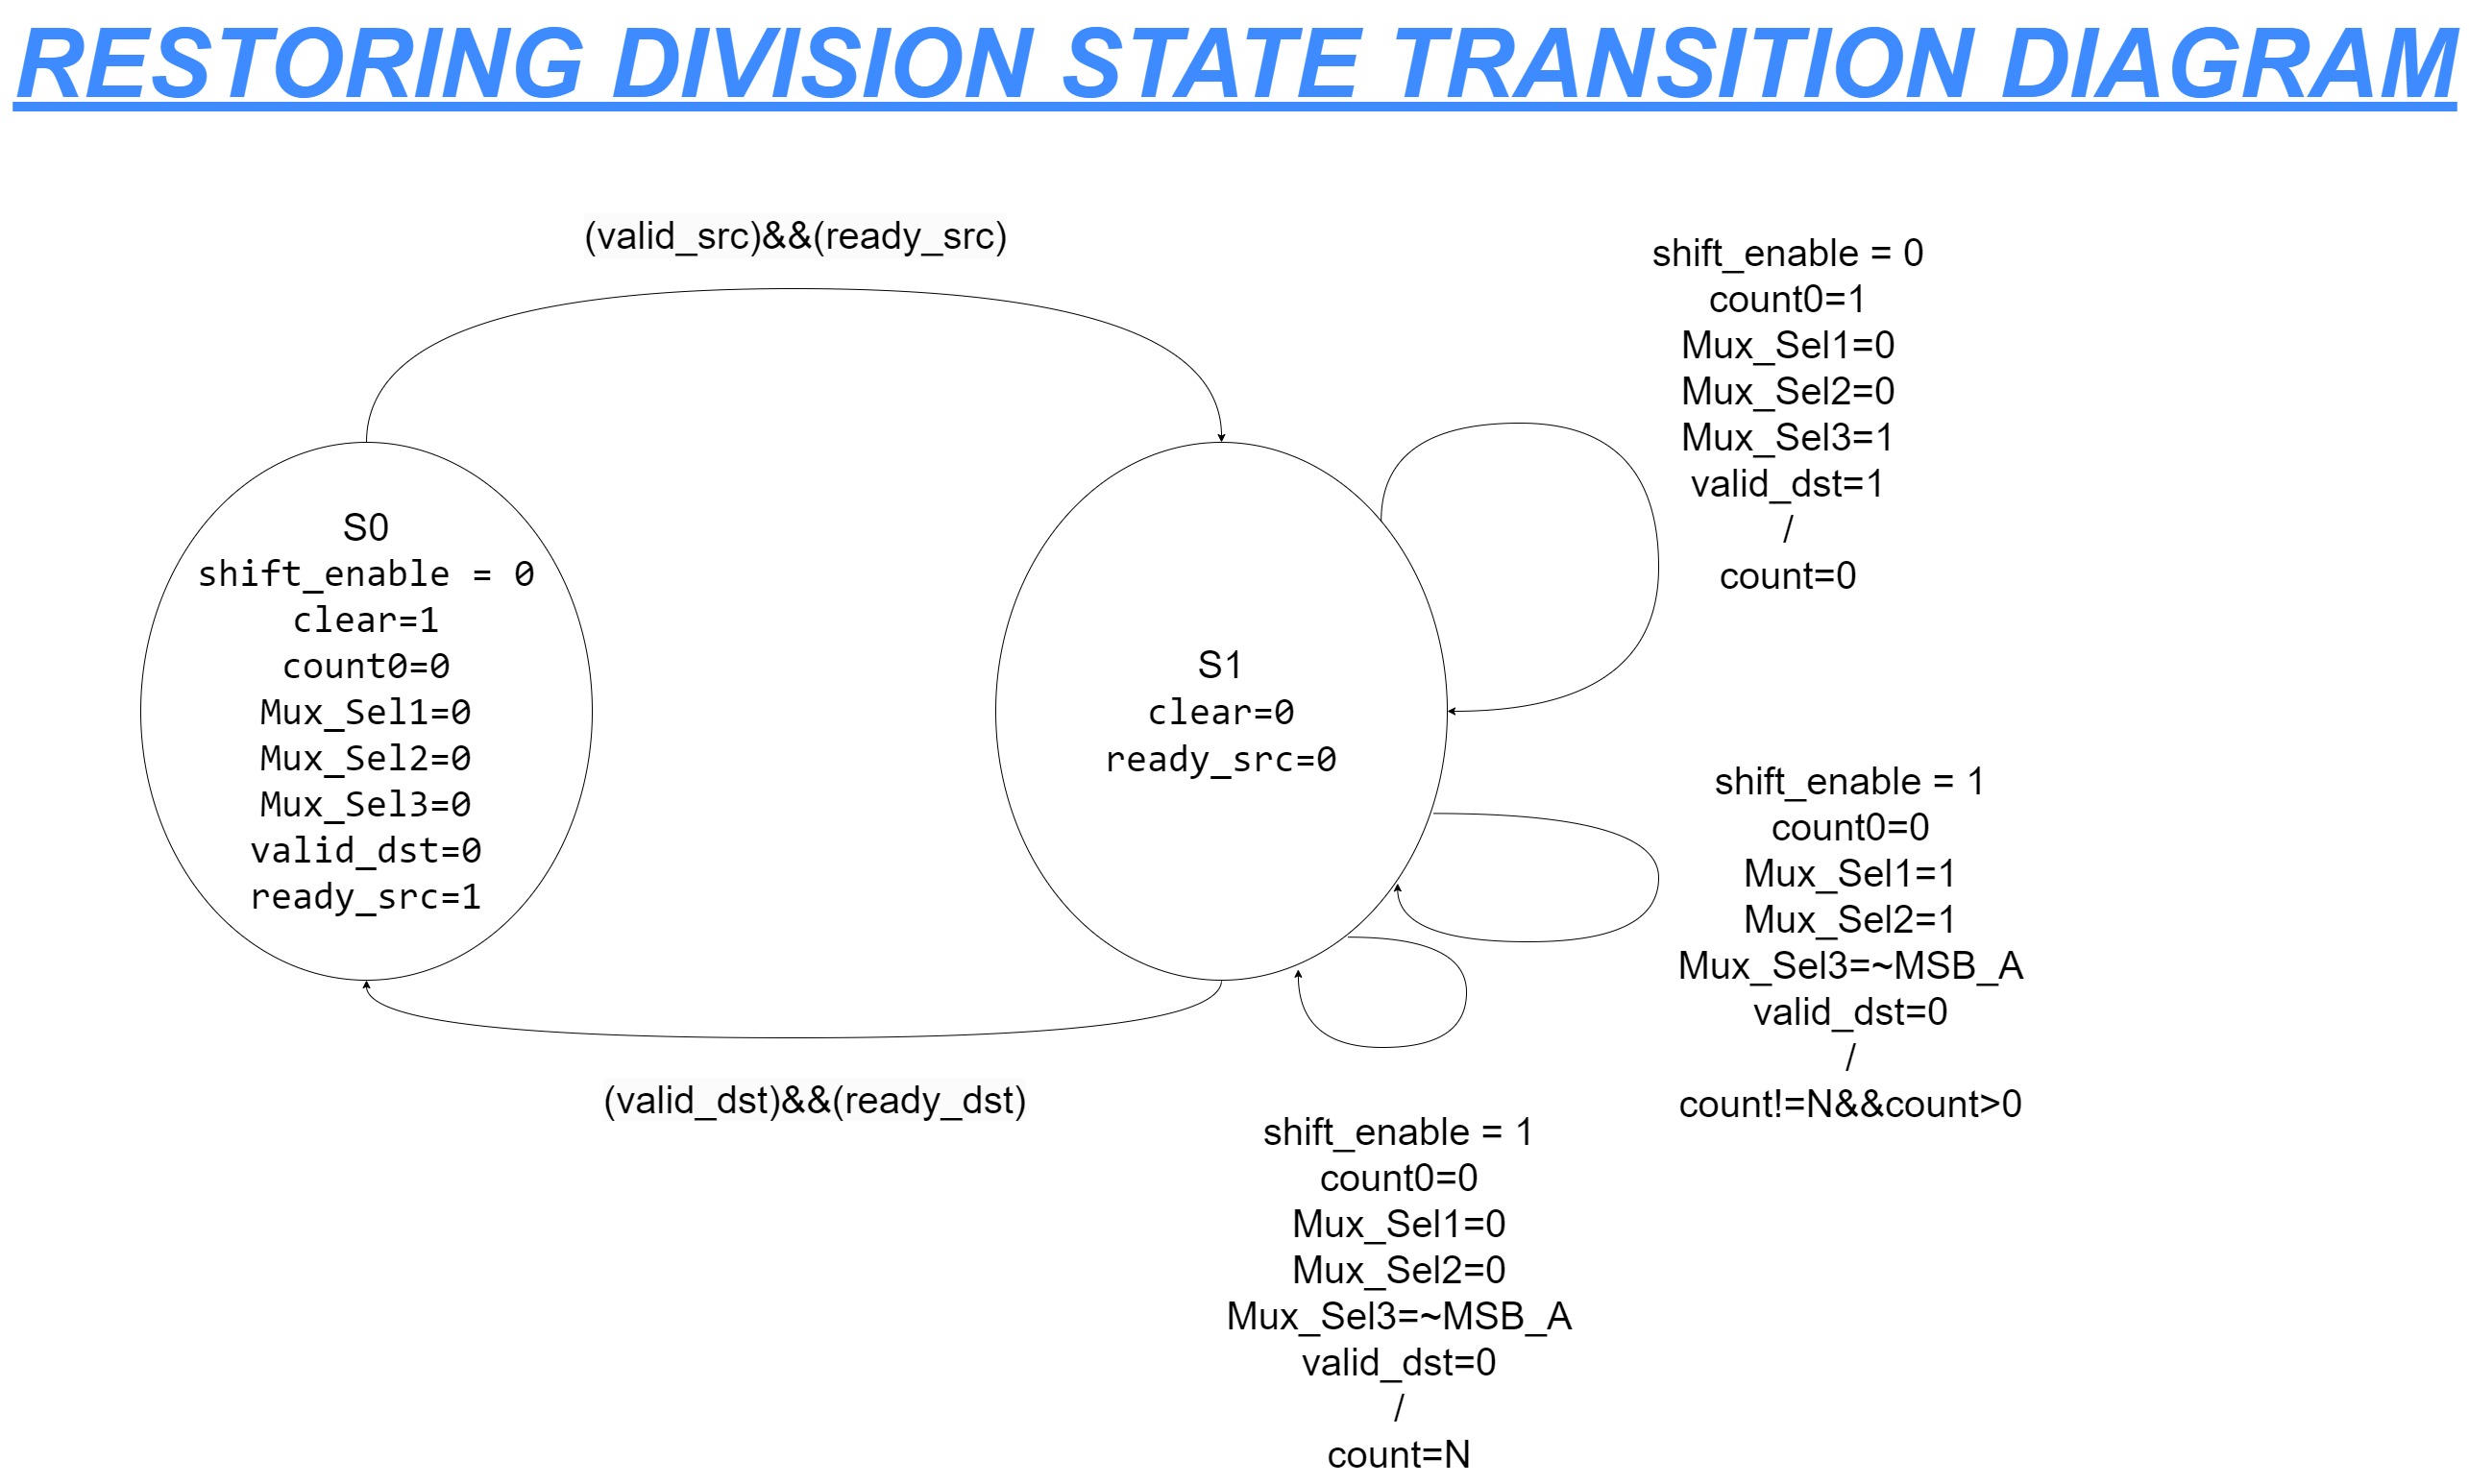 RESTORING DIVISION STATE TRANSITION DIAGRAM
(valid_src)&&(ready_src)
shift_enable = 0
count0=1
Mux_Sel1=0
Mux_Sel2=0
Mux_Sel3=1
valid_dst=1
/
count=0
S0
shift_enable = 0
clear=1
count0=0
Mux_Sel1=0
Mux_Sel2=0
Mux_Sel3=0
valid_dst=0
ready_src=1
S1
clear=0
ready_src=0
shift_enable = 1
count0=0
Mux_Sel1=1
Mux_Sel2=1
Mux_Sel3=~MSB_A
valid_dst=0
/
count!=N&&count>0
(valid_dst)&&(ready_dst)
shift_enable = 1
count0=0
Mux_Sel1=0
Mux_Sel2=0
Mux_Sel3=~MSB_A
valid_dst=0
/
count=N